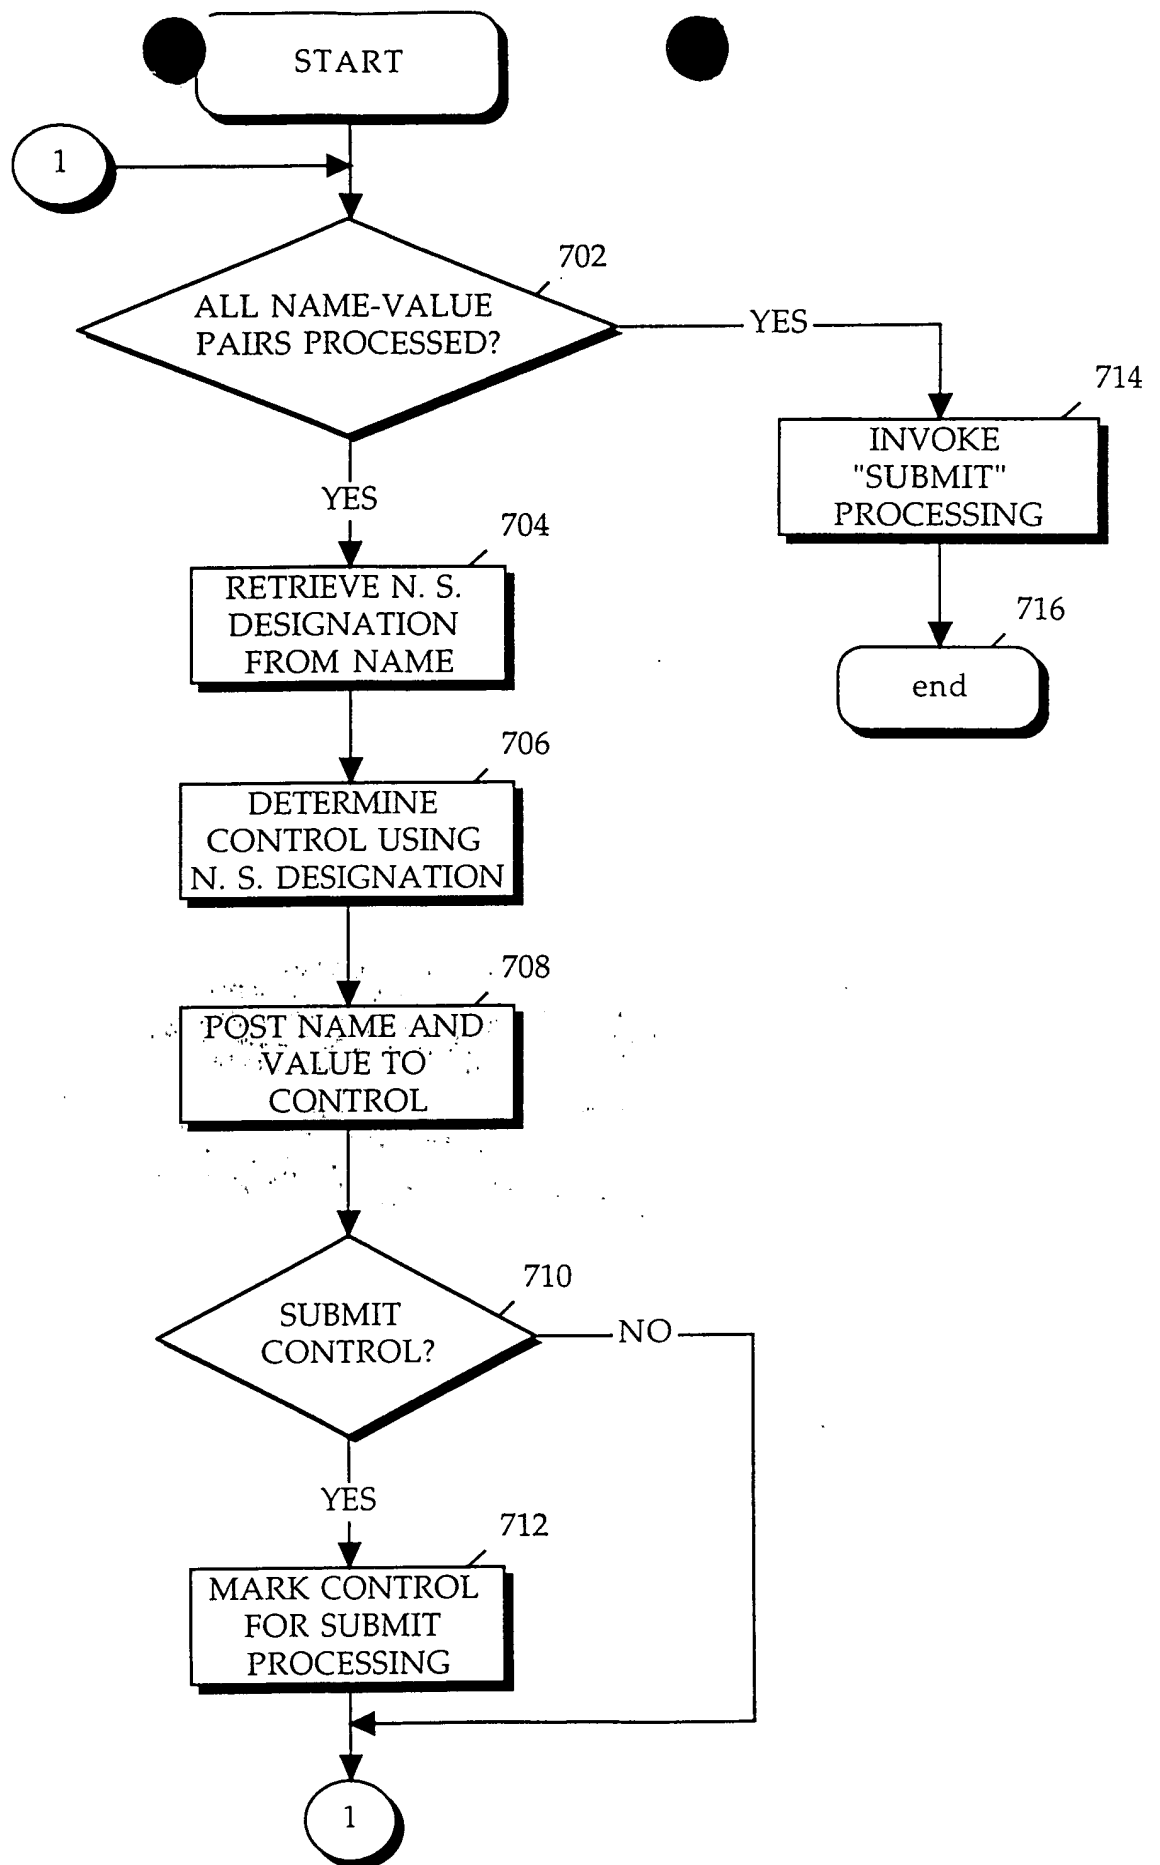 START
1
702
ALL NAME-VALUE
PAIRS PROCESSED?
YES
714
INVOKE
"SUBMIT"
PROCESSING
YES
704
RETRIEVE N. S.
DESIGNATION
FROM NAME
716
end
706
DETERMINE
CONTROL USING
N. S. DESIGNATION
708
POST NAME AND
VALUE TO
CONTROL
710
SUBMIT
CONTROL?
NO
YES
712
MARK CONTROL
FOR SUBMIT
PROCESSING
1